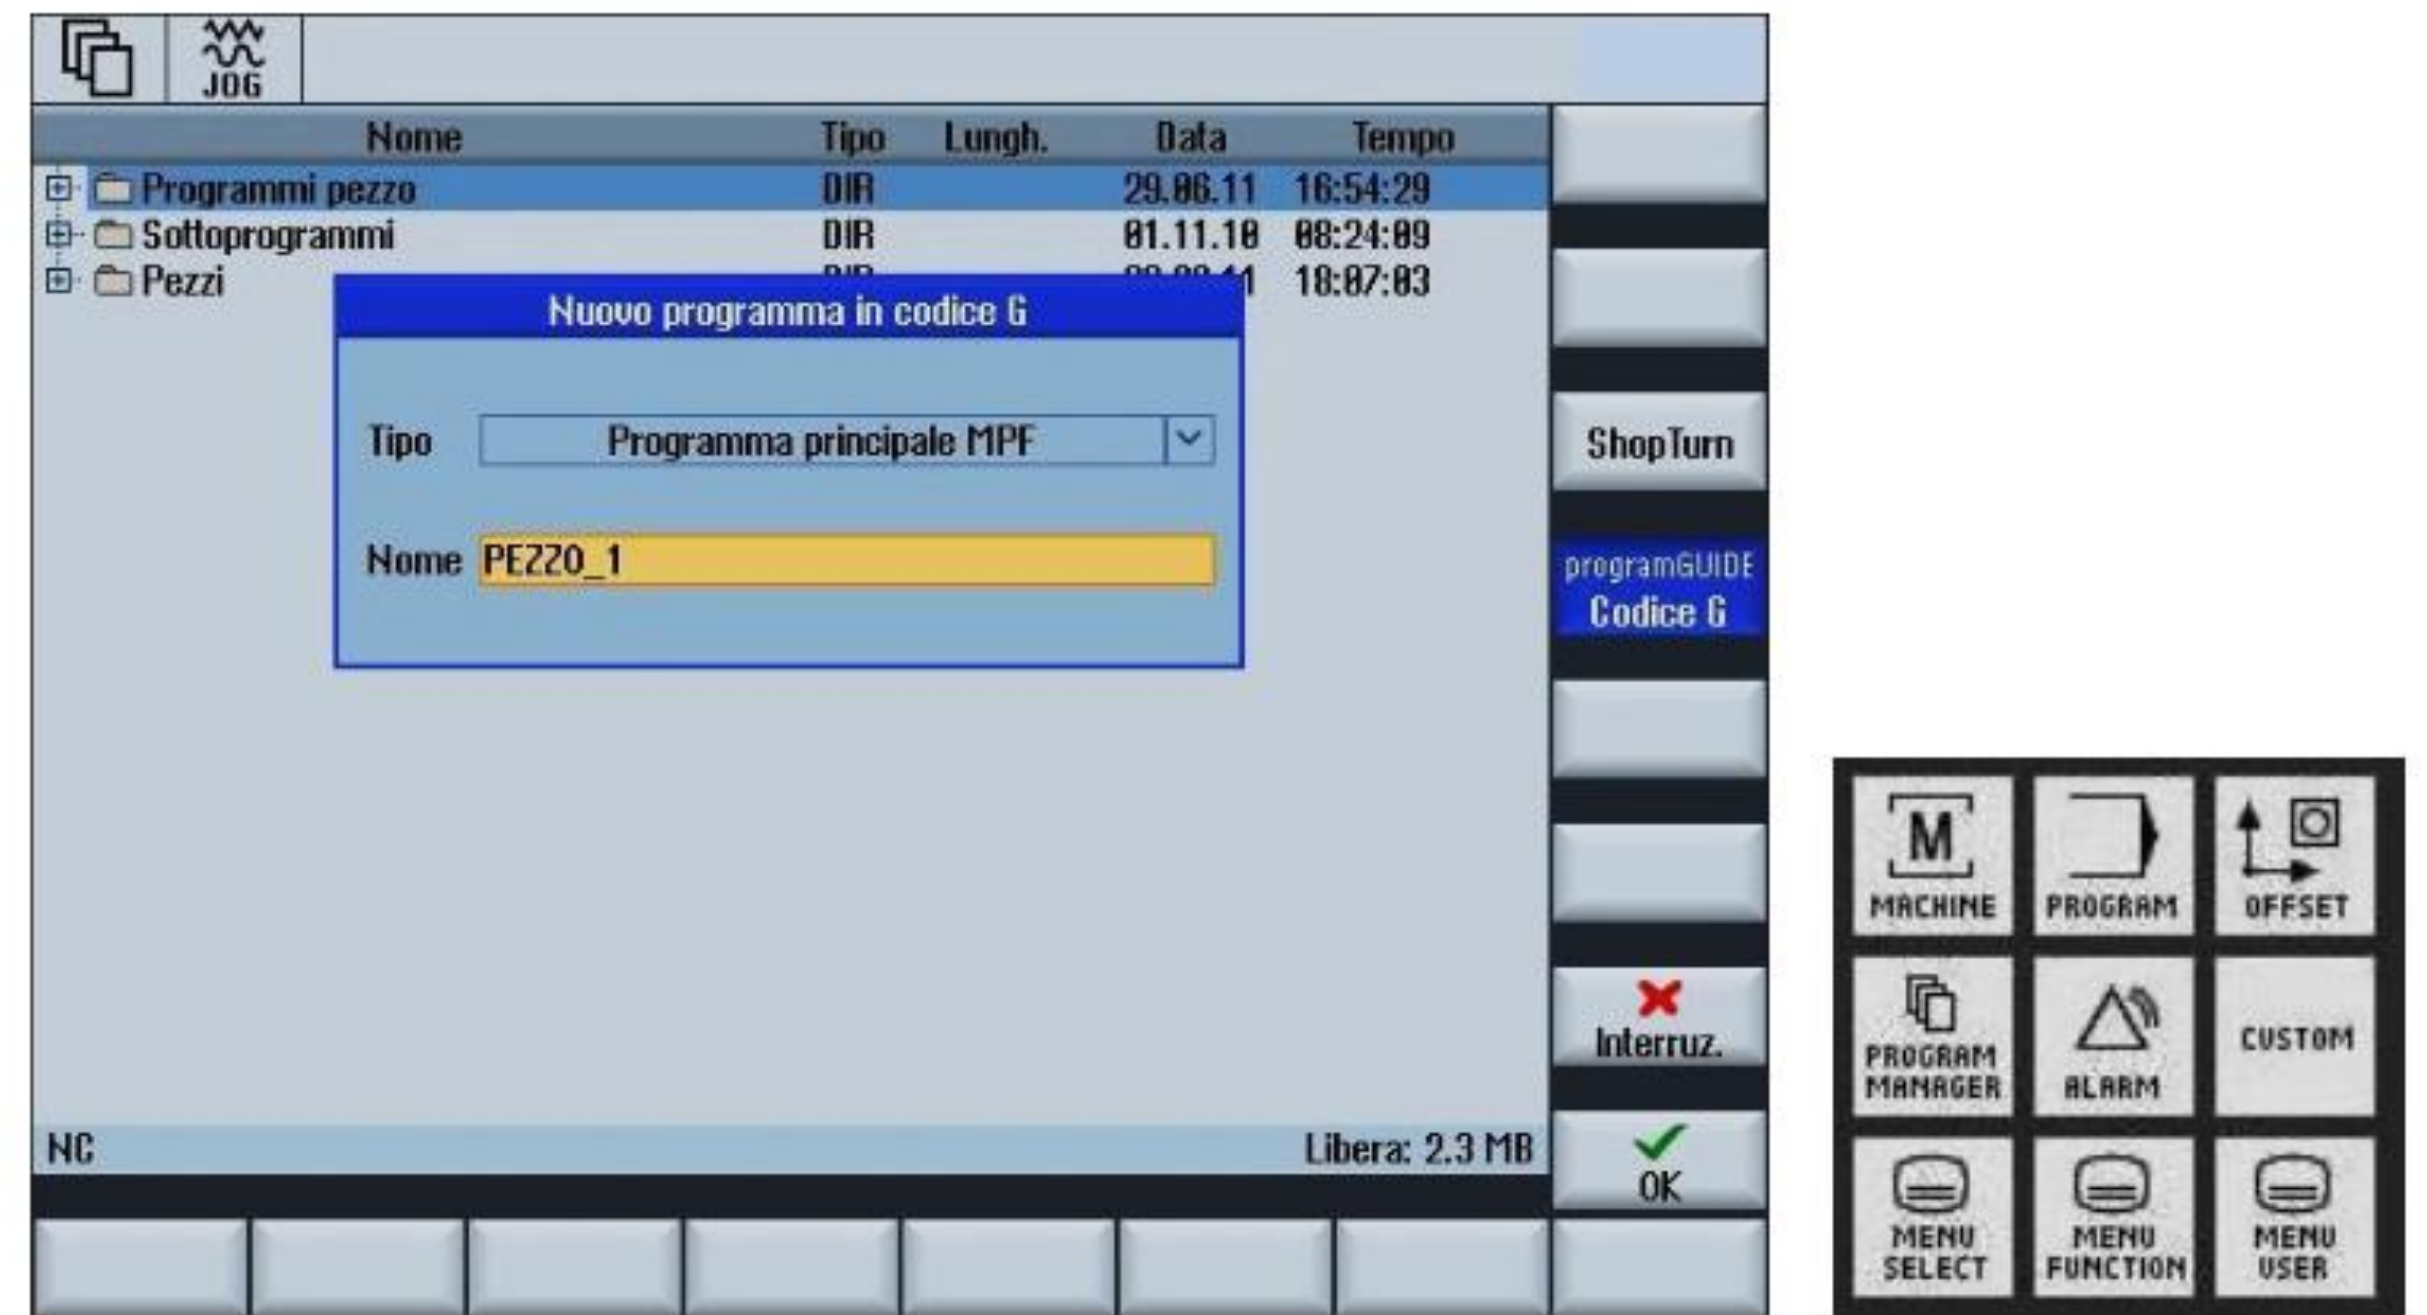 JOG
Nome Tipo Lungh. Data Tempo
Programmi pezzo DIR 29.06.11 16:54:29
Sottoprogrammi DIR 01.11.10 08:24:09
Pezzi 18:07:03
Nuovo programma in codice G
Tipo Programma principale MPF
Nome PEZZO_1
NC Libera: 2.3 MB
ShopTurn
programGUIDE
Codice G
Interruz.
OK
M
MACHINE PROGRAM OFFSET
PROGRAM
MANAGER
ALARM
CUSTOM
MENU
SELECT
MENU
FUNCTION
MENU
USER